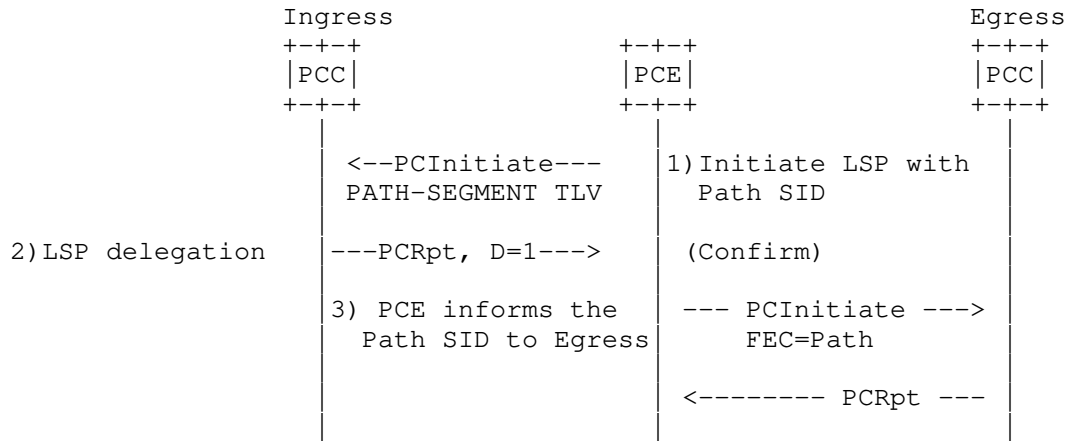 Ingress                                          Egress
+-+-+                 +-+-+                 +-+-+
|PCC|                 |PCE|                 |PCC|
+-+-+                 +-+-+                 +-+-+
<--PCInitiate--- |1)Initiate LSP with
PATH-SEGMENT TLV | Path SID
2)LSP delegation |---PCRpt, D=1---> | (Confirm)
|3) PCE informs the | --- PCInitiate --->
Path SID to Egress| FEC=Path
<-------- PCRpt ---